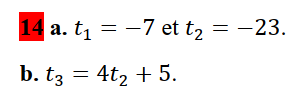 14 a. t₁ = −7 et t₂ = −23.
b. t₃ = 4t₂ + 5.